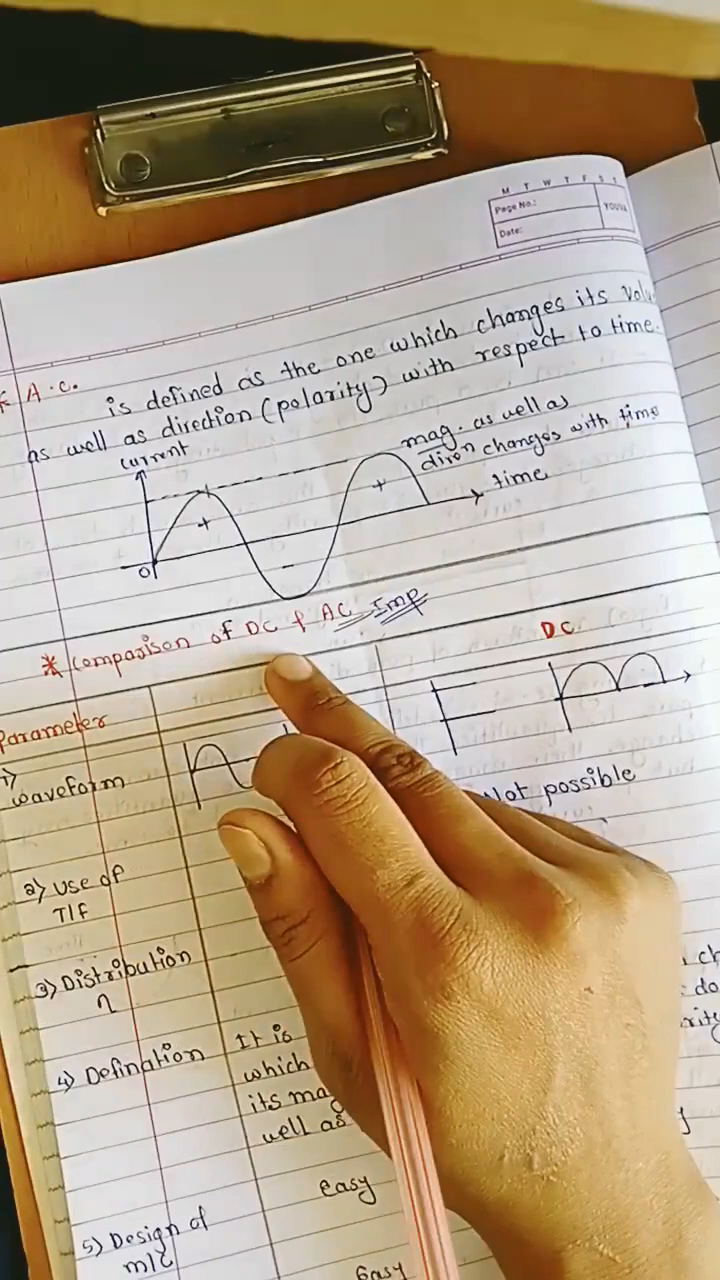 M T W T F S S
Page No.:
YOUVA
Date:
* A.C.
is defined as the one which changes its
as well as direction (polarity) with respect to time.
current
mag. as well as
dirṇ changes with time
time
+
+
-
0
* Comparison of DC & AC Imp
DC
Parameter
1)
waveform
Not possible
2) Use of
T/F
3) Distribution
η
4) Defination
It is
which
its
well as
5) Design of
m/c
easy
Easy